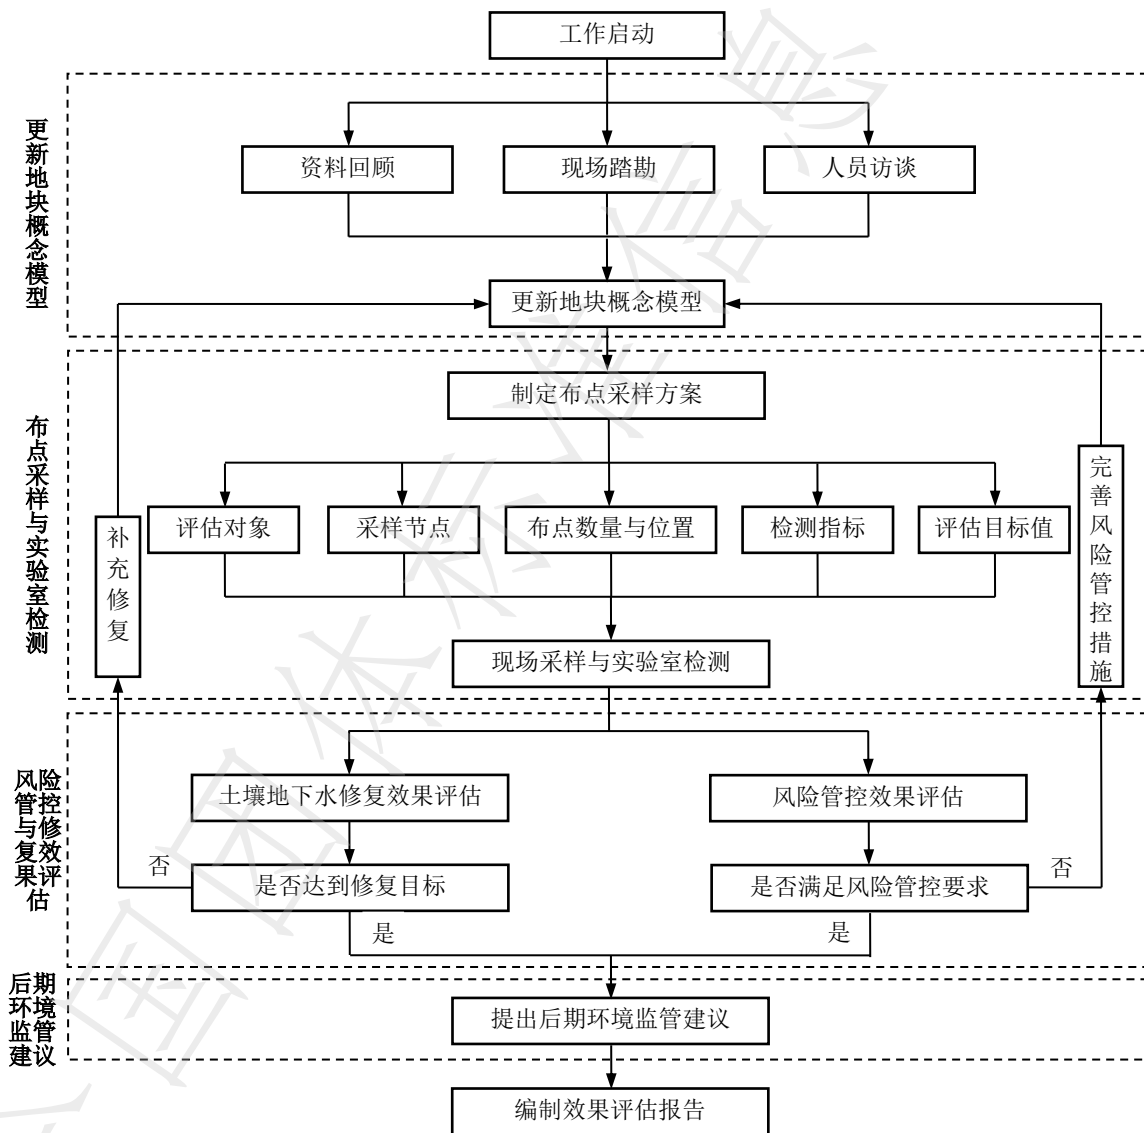 工作启动
更新地块概念模型
资料回顾
现场踏勘
人员访谈
更新地块概念模型
布点采样与实验室检测
制定布点采样方案
评估对象
采样节点
布点数量与位置
检测指标
评估目标值
补充修复
完善风险管控措施
现场采样与实验室检测
风险
管控
与修
复效
果评
估
土壤地下水修复效果评估
风险管控效果评估
否
是否达到修复目标
是否满足风险管控要求
否
是
是
后期
环境
监管
建议
提出后期环境监管建议
编制效果评估报告
全国团体标准信息